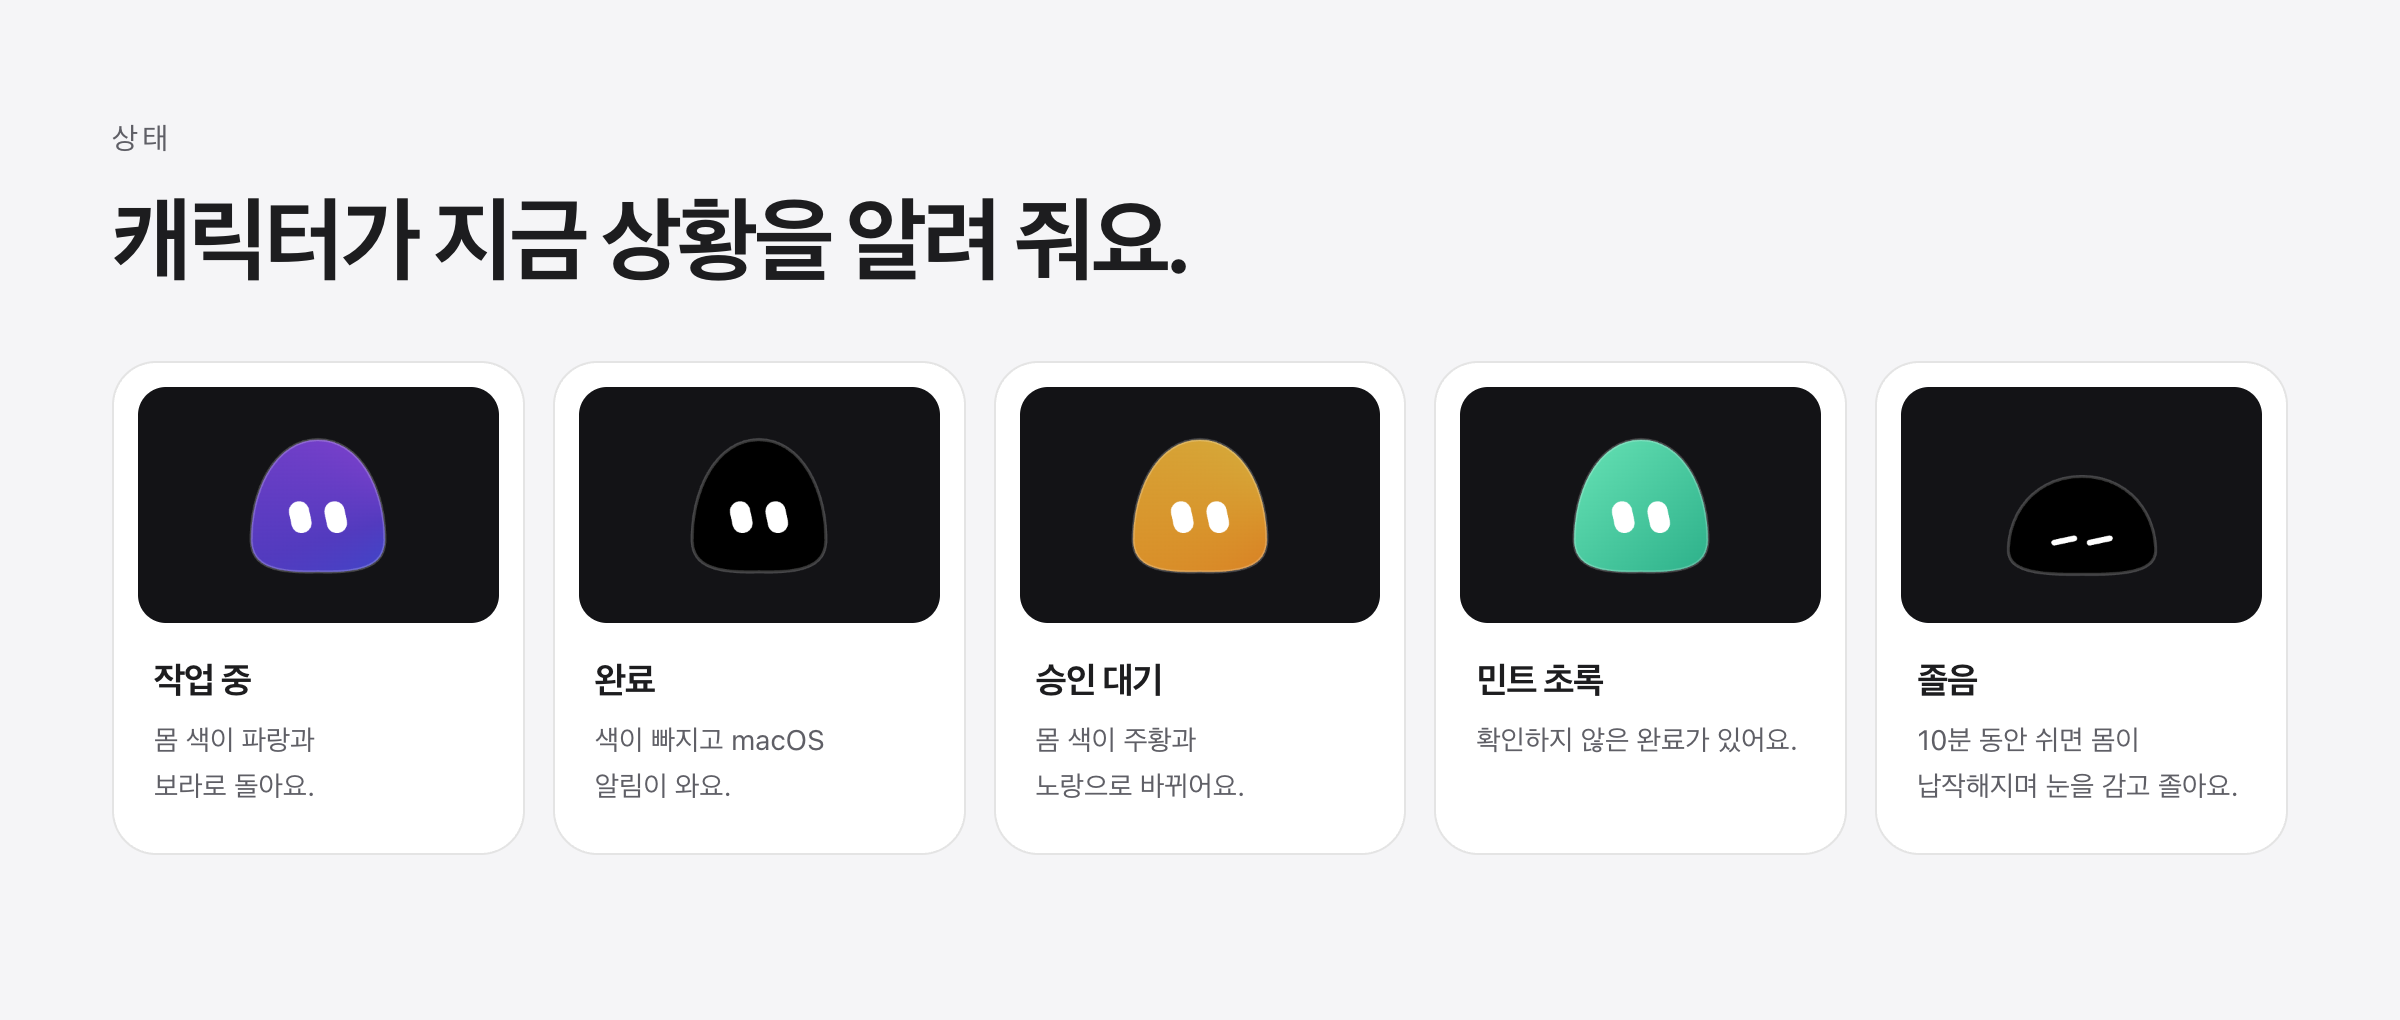 상태
캐릭터가 지금 상황을 알려 줘요.
작업 중
몸 색이 파랑과
보라로 돌아요.
완료
색이 빠지고 macOS
알림이 와요.
승인 대기
몸 색이 주황과
노랑으로 바뀌어요.
민트 초록
확인하지 않은 완료가 있어요.
졸음
10분 동안 쉬면 몸이
납작해지며 눈을 감고 졸아요.